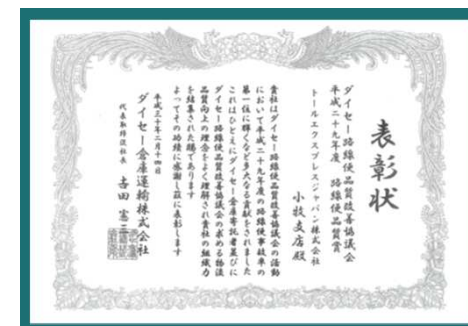 表彰状
ダイセー路線便品質改善協議会
平成二十九年度 路線便品質賞
トールエクスプレスジャパン株式会社
小牧支店殿
貴社はダイセー路線便品質改善協議会の活動
において平成二十九年度の路線便事故率の
第一位に輝くなど多大なる貢献をされました
これはひとえにダイセー倉庫寄託者並びに
ダイセー路線便品質改善協議会の求める物流
品質向上の理念をよく理解され貴社の組織力
を結集された賜であります
よってその功績に感謝し茲に表彰します
平成三十年二月十四日
ダイセー倉庫運輸株式会社
代表取締役社長 吉田 憲三